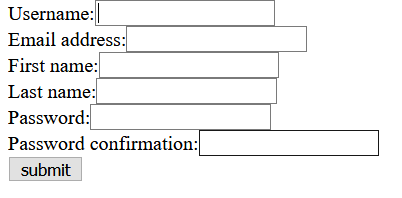 Username:
Email address:
First name:
Last name:
Password:
Password confirmation:
submit